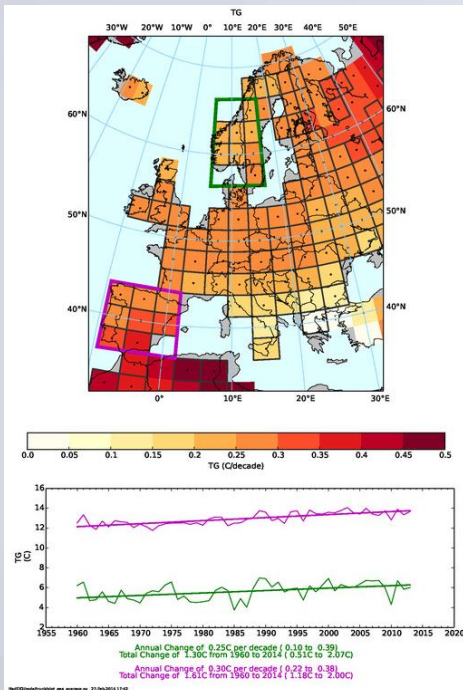 TG
30°W 20°W 10°W 0° 10°E 20°E 30°E 40°E 50°E
60°N 60°N
50°N 50°N
40°N 40°N
0° 10°E 20°E 30°E
0.0 0.05 0.1 0.15 0.2 0.25 0.3 0.35 0.4 0.45 0.5
TG (C/decade)
16
14
12
10
8
6
4
2
TG
(C)
1955 1960 1965 1970 1975 1980 1985 1990 1995 2000 2005 2010 2015 2020
Annual Change of 0.25C per decade ( 0.10 to 0.39)
Total Change of 1.30C from 1960 to 2014 ( 0.51C to 2.07C)
Annual Change of 0.30C per decade ( 0.22 to 0.38)
Total Change of 1.61C from 1960 to 2014 ( 1.18C to 2.00C)